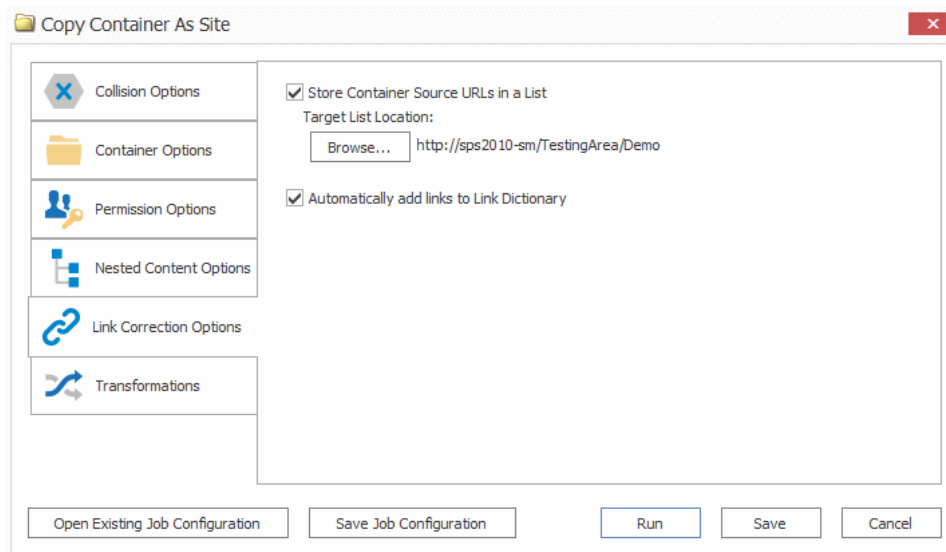 Copy Container As Site
Collision Options
Container Options
Permission Options
Nested Content Options
Link Correction Options
Transformations
Store Container Source URLs in a List
Target List Location:
Browse... http://sps2010-sm/TestingArea/Demo
Automatically add links to Link Dictionary
Open Existing Job Configuration Save Job Configuration Run Save Cancel